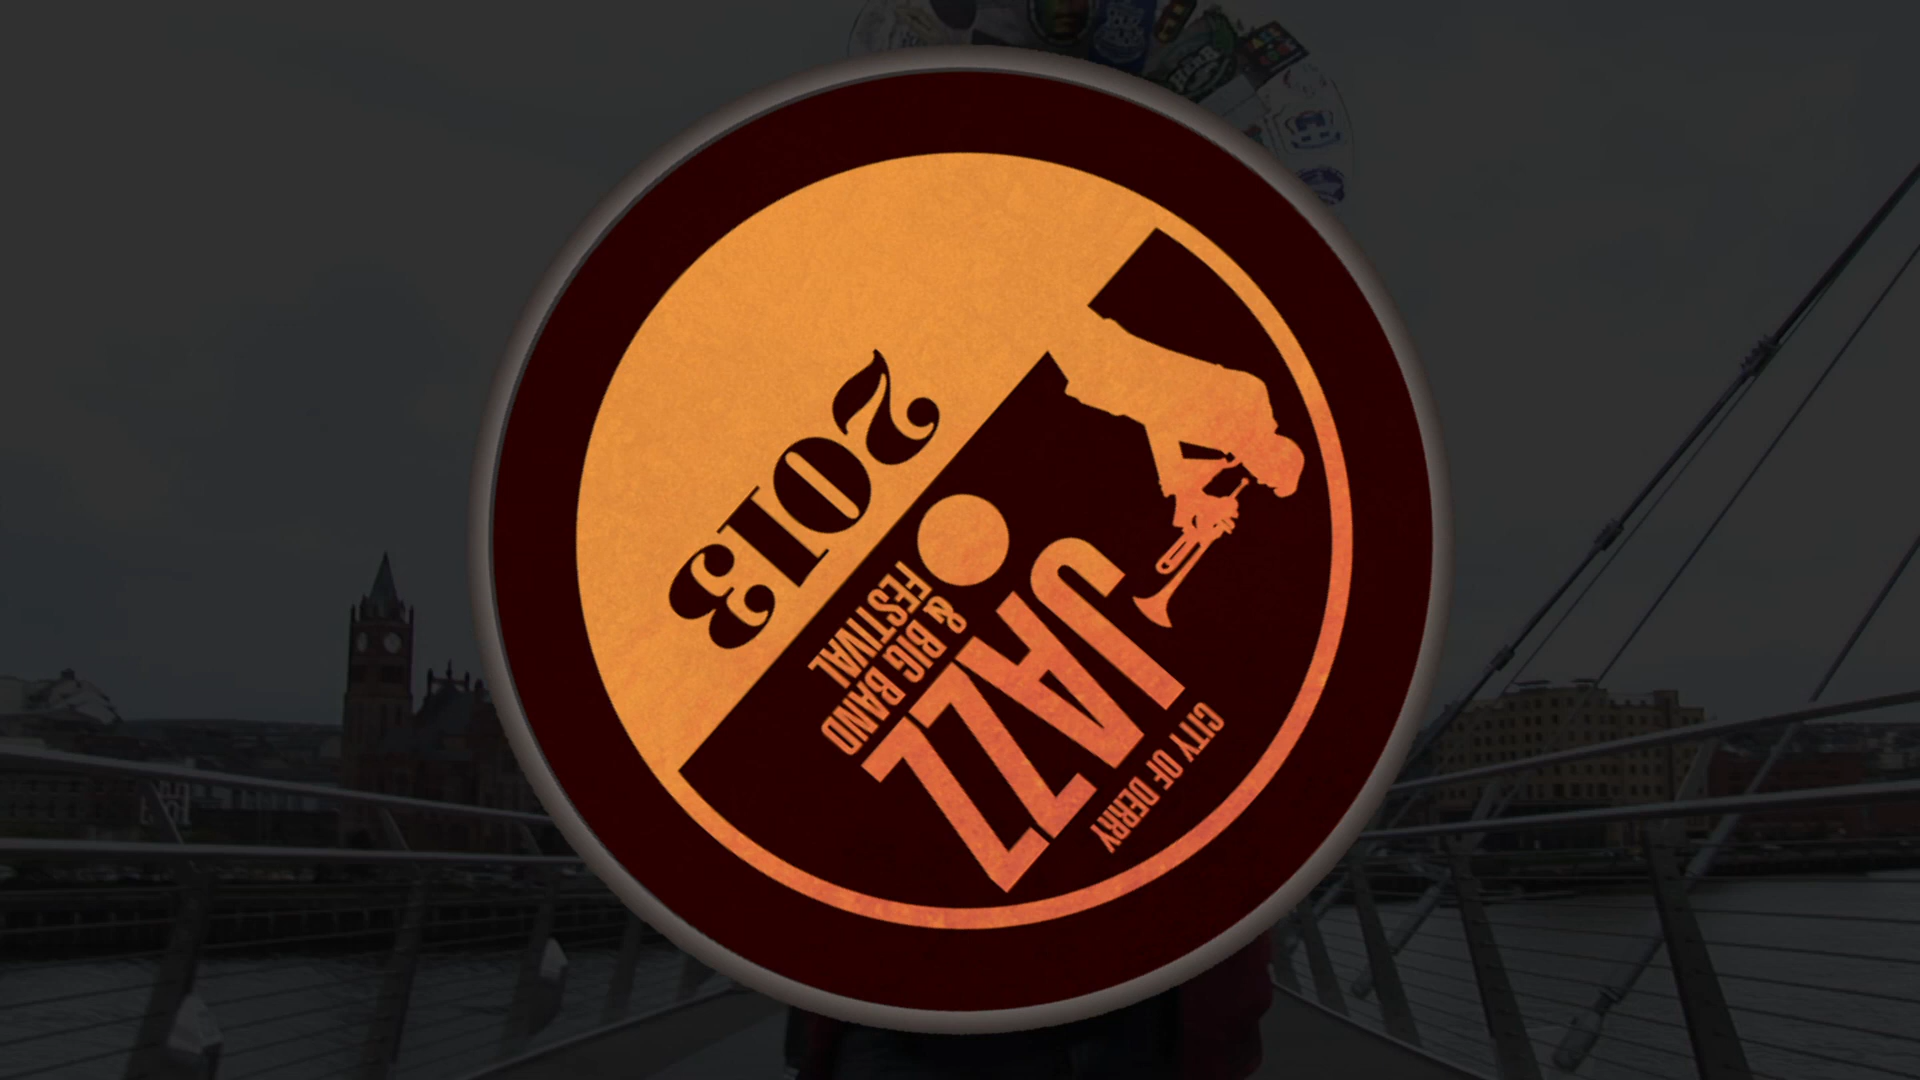 CITY OF DERRY
JAZZ
& BIG BAND
FESTIVAL
2013